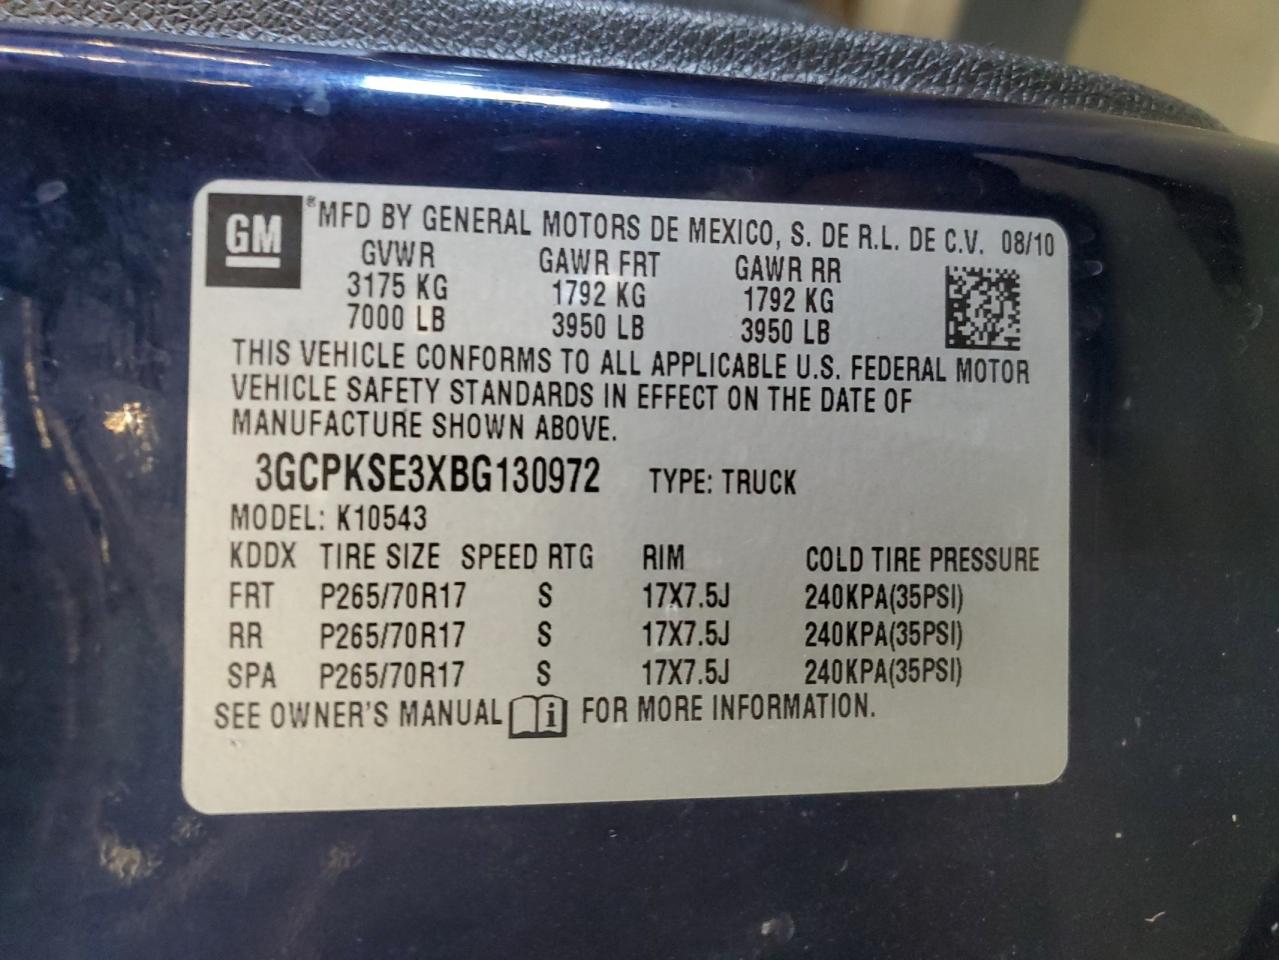 GM ® MFD BY GENERAL MOTORS DE MEXICO, S. DE R.L. DE C.V. 08/10
GVWR GAWR FRT GAWR RR
3175 KG 1792 KG 1792 KG
7000 LB 3950 LB 3950 LB
THIS VEHICLE CONFORMS TO ALL APPLICABLE U.S. FEDERAL MOTOR
VEHICLE SAFETY STANDARDS IN EFFECT ON THE DATE OF
MANUFACTURE SHOWN ABOVE.
3GCPKSE3XBG130972 TYPE: TRUCK
MODEL: K10543
KDDX TIRE SIZE SPEED RTG RIM COLD TIRE PRESSURE
FRT P265/70R17 S 17X7.5J 240KPA(35PSI)
RR P265/70R17 S 17X7.5J 240KPA(35PSI)
SPA P265/70R17 S 17X7.5J 240KPA(35PSI)
SEE OWNER'S MANUAL i FOR MORE INFORMATION.